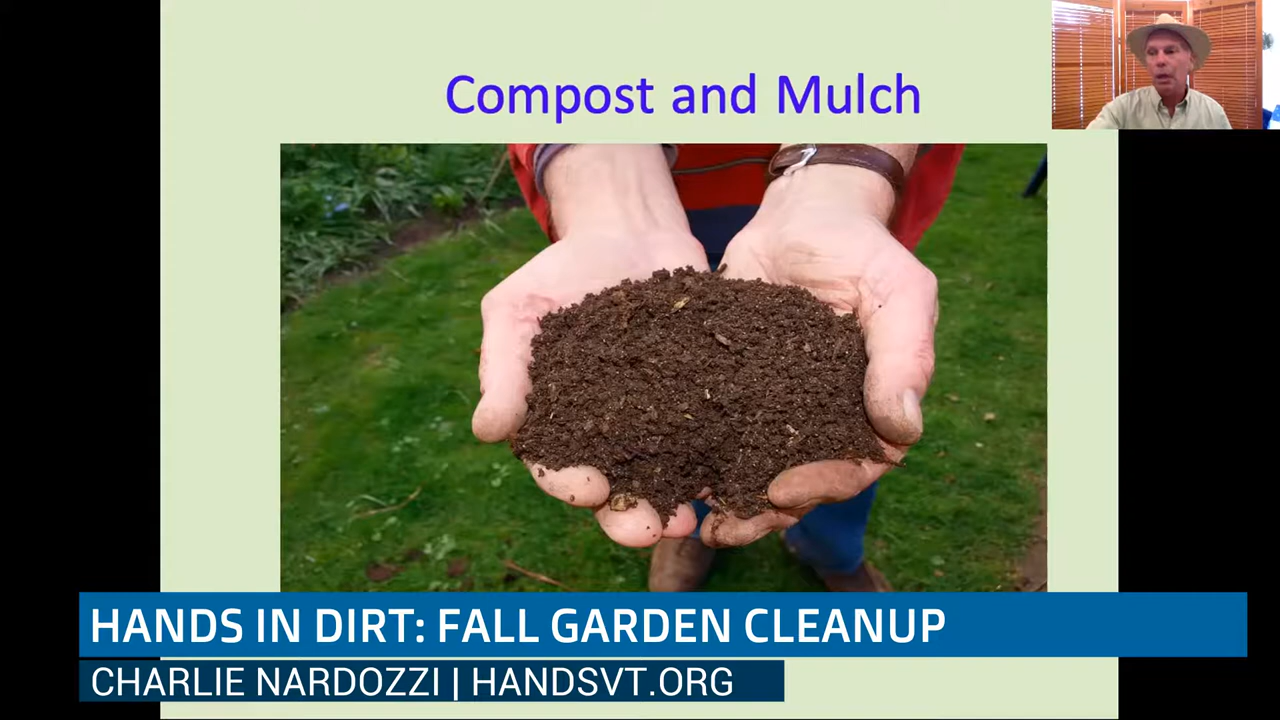 Compost and Mulch
HANDS IN DIRT: FALL GARDEN CLEANUP
CHARLIE NARDOZZI | HANDSVT.ORG